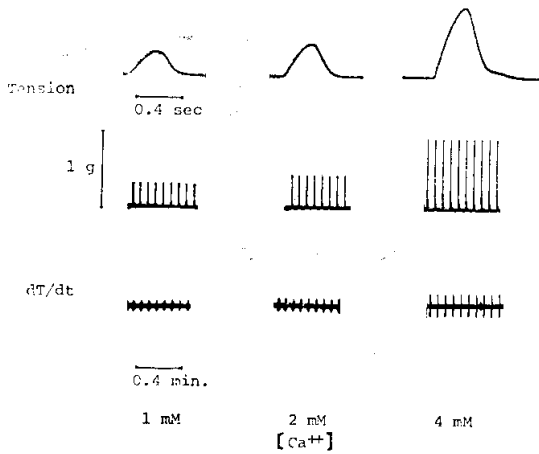 Tension
0.4 sec
1 g
dT/dt
0.4 min.
1 mM 2 mM 4 mM
[Ca++]